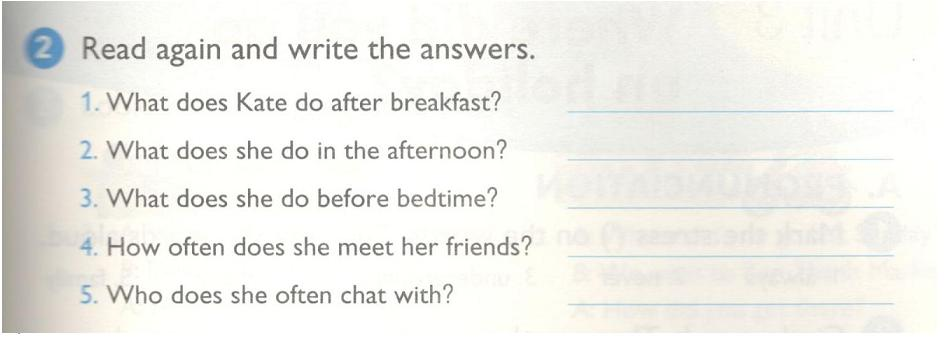 2 Read again and write the answers.
1. What does Kate do after breakfast?
2. What does she do in the afternoon?
3. What does she do before bedtime?
4. How often does she meet her friends?
5. Who does she often chat with?